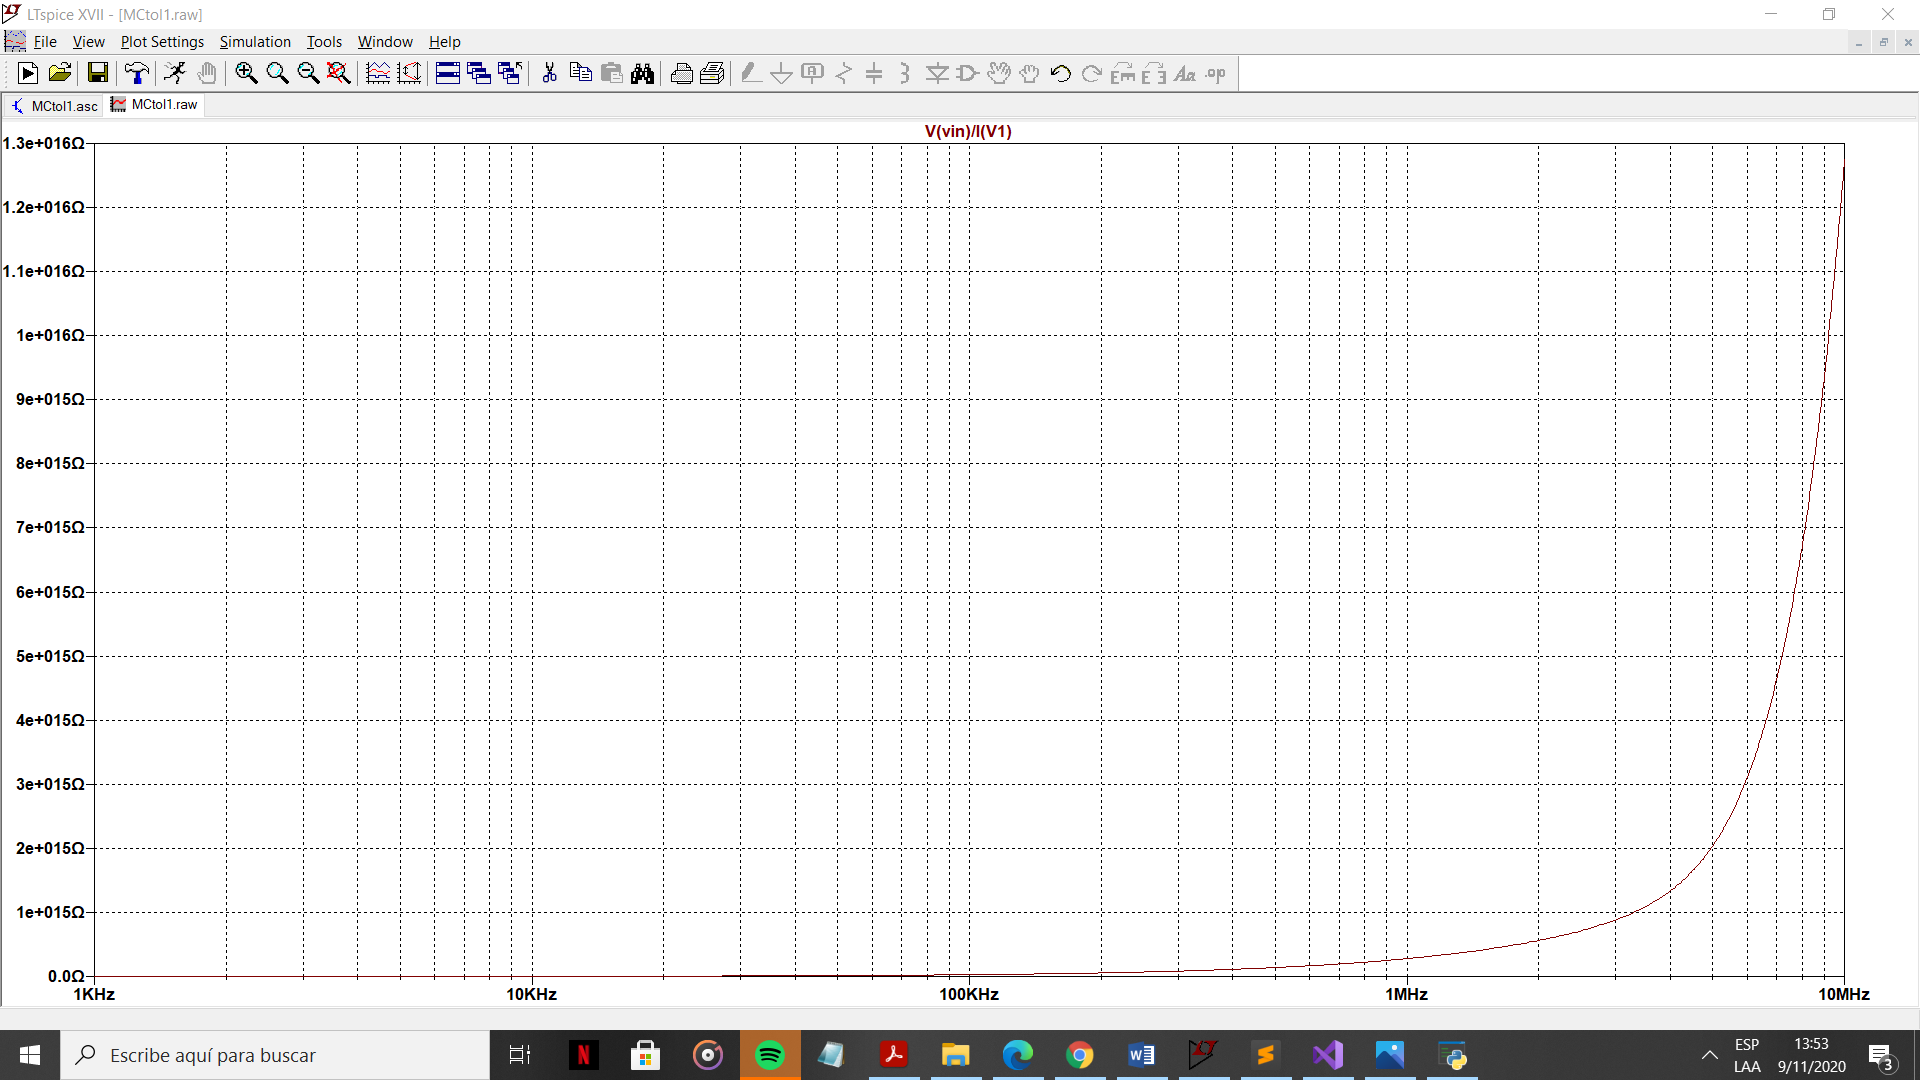 LTspice XVII - [MCtol1.raw]
File View Plot Settings Simulation Tools Window Help
MCtol1.asc MCtol1.raw
V(vin)/I(V1)
1.3e+016Ω
1.2e+016Ω
1.1e+016Ω
1e+016Ω
9e+015Ω
8e+015Ω
7e+015Ω
6e+015Ω
5e+015Ω
4e+015Ω
3e+015Ω
2e+015Ω
1e+015Ω
0.0Ω
1KHz 10KHz 100KHz 1MHz 10MHz
Escribe aquí para buscar
ESP
LAA
13:53
9/11/2020
3